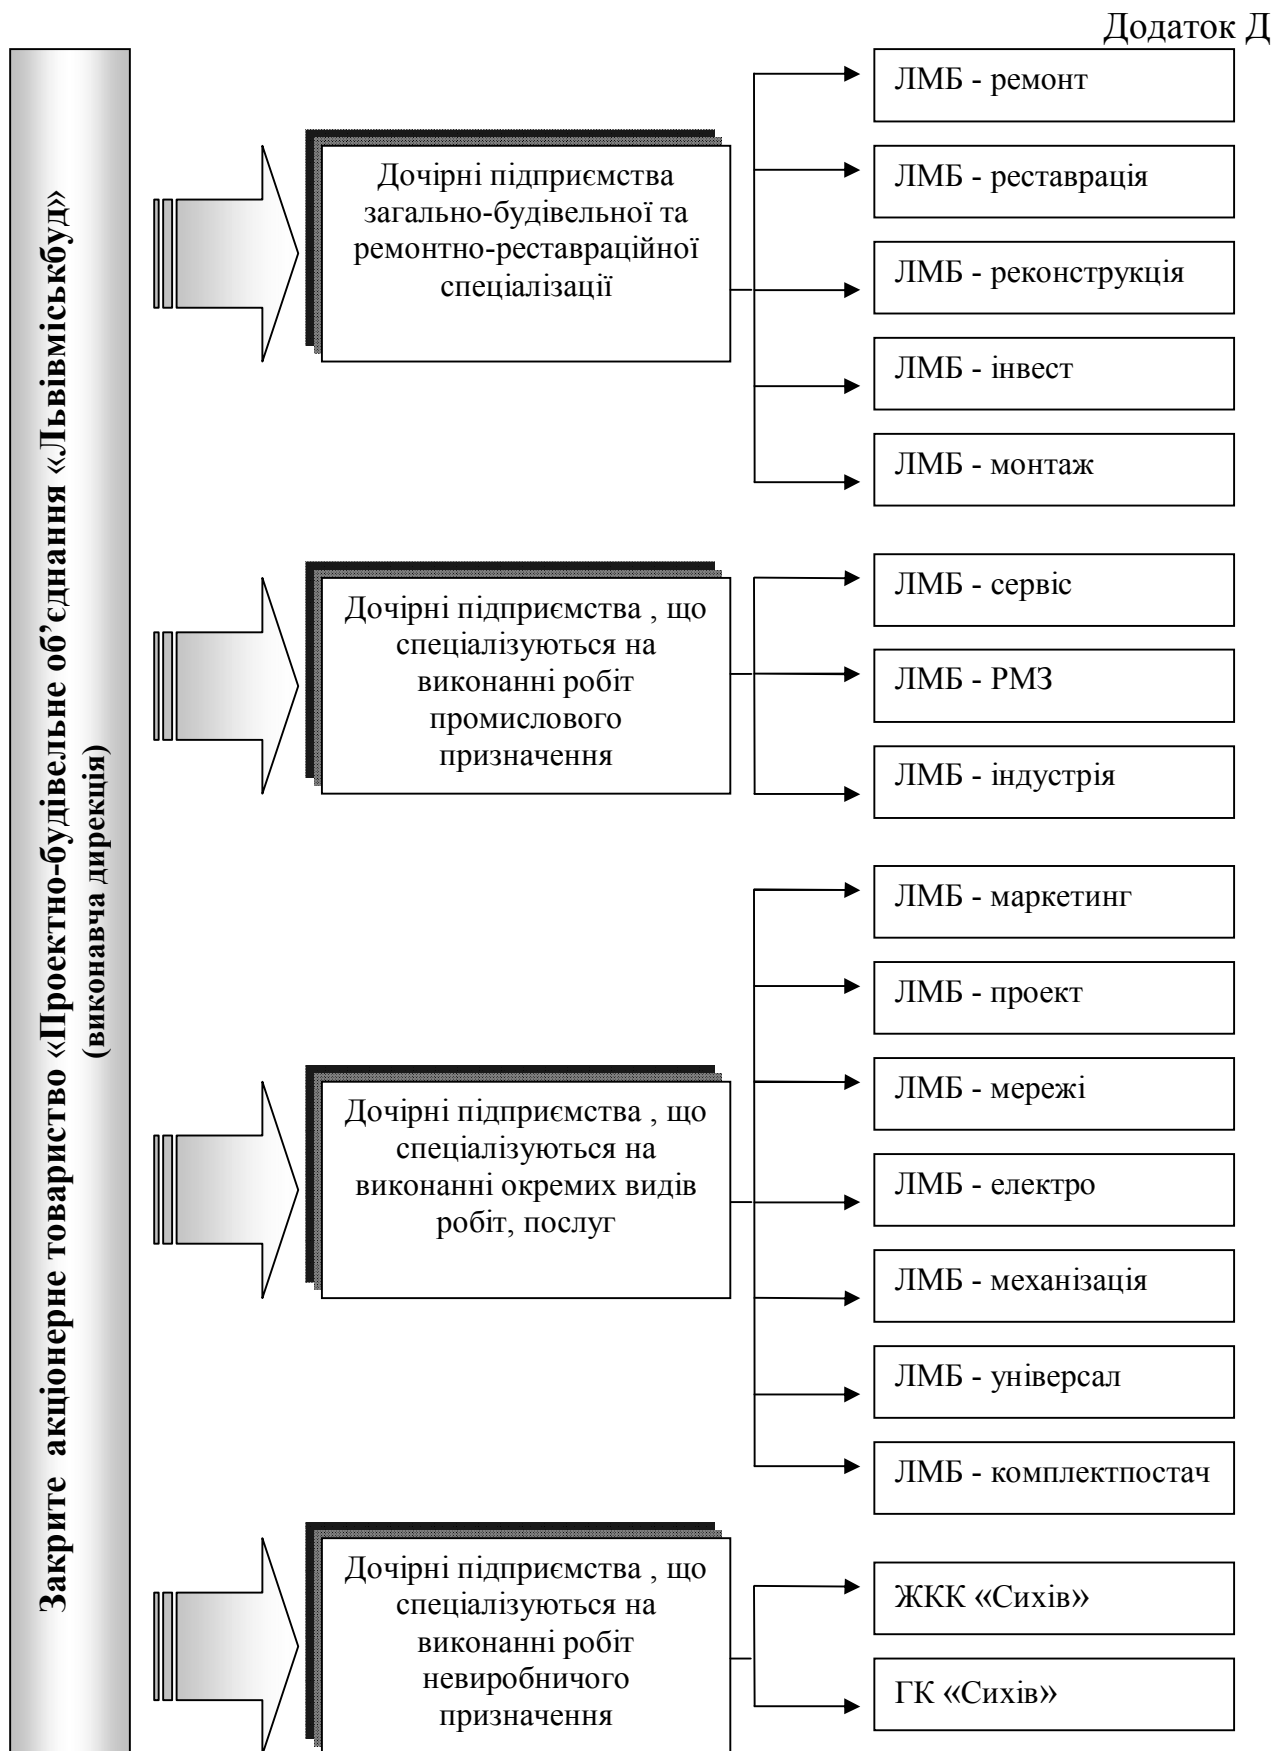 Додаток Д
Закрите акціонерне товариство «Проектно-будівельне об’єднання «Львівміськбуд»
(виконавча дирекція)
Дочірні підприємства
загально-будівельної та
ремонтно-реставраційної
спеціалізації
ЛМБ - ремонт
ЛМБ - реставрація
ЛМБ - реконструкція
ЛМБ - інвест
ЛМБ - монтаж
Дочірні підприємства , що
спеціалізуються на
виконанні робіт
промислового
призначення
ЛМБ - сервіс
ЛМБ - РМЗ
ЛМБ - індустрія
Дочірні підприємства , що
спеціалізуються на
виконанні окремих видів
робіт, послуг
ЛМБ - маркетинг
ЛМБ - проект
ЛМБ - мережі
ЛМБ - електро
ЛМБ - механізація
ЛМБ - універсал
ЛМБ - комплектпостач
Дочірні підприємства , що
спеціалізуються на
виконанні робіт
невиробничого
призначення
ЖКК «Сихів»
ГК «Сихів»